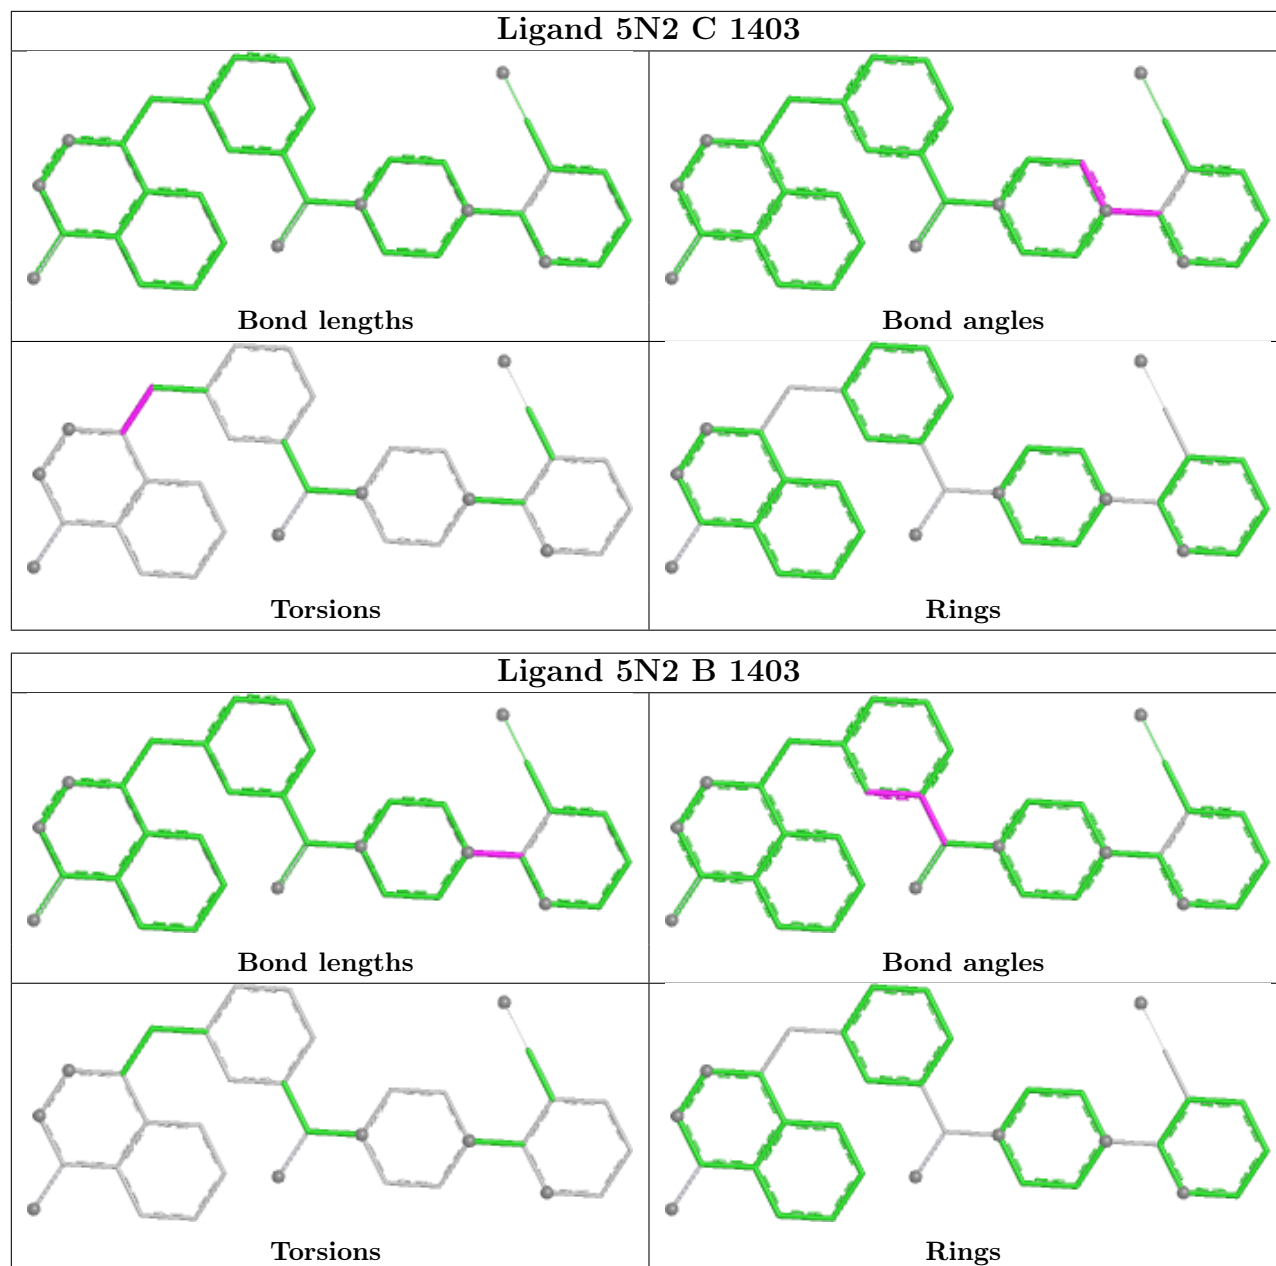 Ligand 5N2 C 1403
Bond lengths
Bond angles
Torsions
Rings
Ligand 5N2 B 1403
Bond lengths
Bond angles
Torsions
Rings